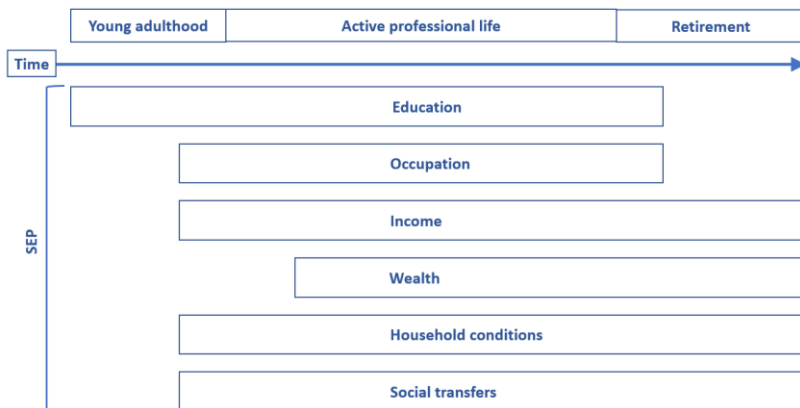 Young adulthood Active professional life Retirement
Time
Education
Occupation
Income
SEP
Wealth
Household conditions
Social transfers